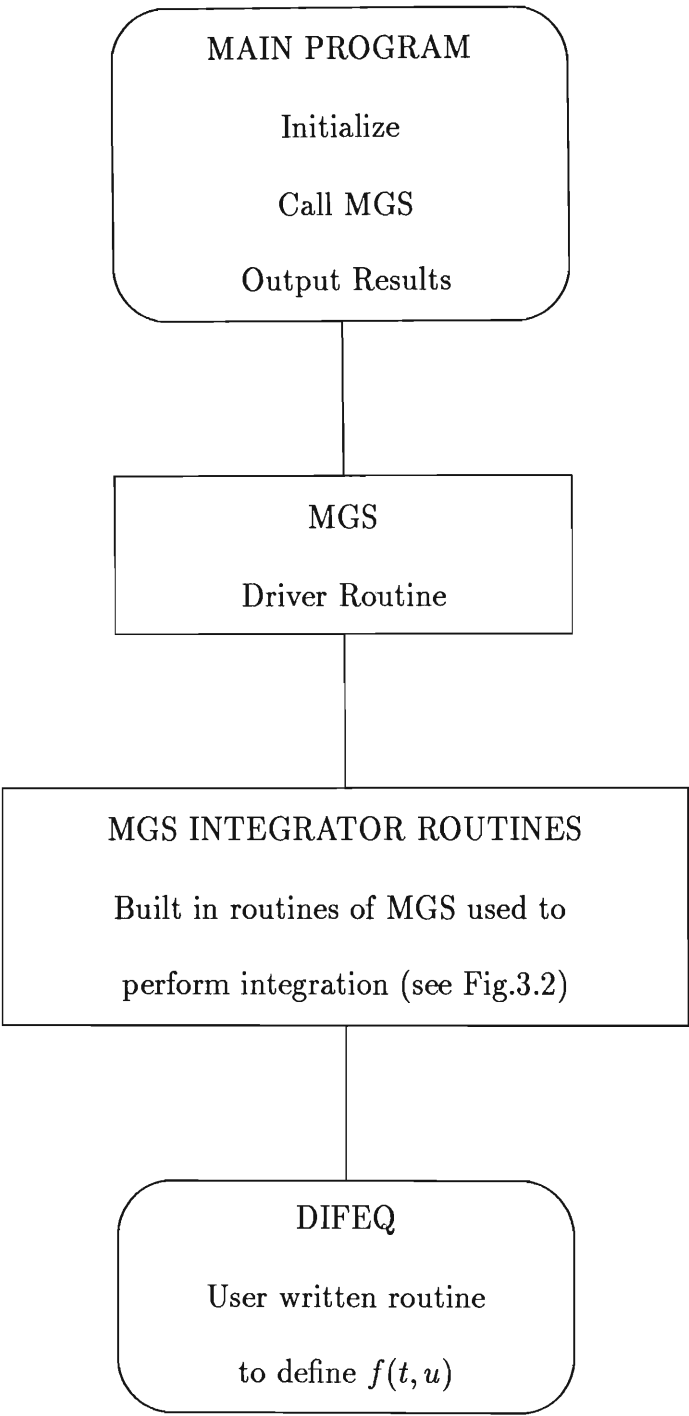 MAIN PROGRAM
Initialize
Call MGS
Output Results
MGS
Driver Routine
MGS INTEGRATOR ROUTINES
Built in routines of MGS used to
perform integration (see Fig.3.2)
DIFEQ
User written routine
to define f(t, u)